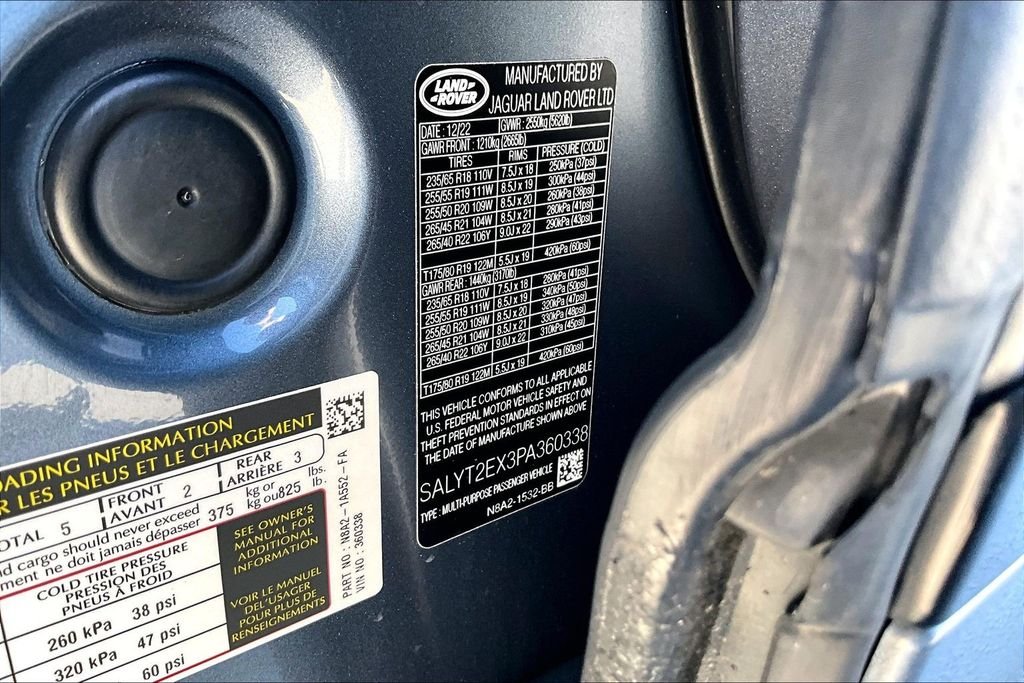 LAND-
-ROVER
MANUFACTURED BY
JAGUAR LAND ROVER LTD
DATE : 12/22 GVWR : 2550kg (5620lb)
GAWR FRONT : 1210kg (2665lb)
TIRES RIMS PRESSURE (COLD)
235/65 R18 110V 7.5J x 18 250kPa (37psi)
255/55 R19 111W 8.5J x 19 300kPa (44psi)
255/50 R20 109W 8.5J x 20 260kPa (38psi)
265/45 R21 104W 8.5J x 21 280kPa (41psi)
265/40 R22 106Y 9.0J x 22 290kPa (43psi)
T175/80 R19 122M 5.5J x 19 420kPa (60psi)
GAWR REAR : 1440kg (3170lb)
235/65 R18 110V 7.5J x 18 280kPa (41psi)
255/55 R19 111W 8.5J x 19 340kPa (50psi)
255/50 R20 109W 8.5J x 20 320kPa (47psi)
265/45 R21 104W 8.5J x 21 330kPa (48psi)
265/40 R22 106Y 9.0J x 22 310kPa (45psi)
T175/80 R19 122M 5.5J x 19 420kPa (60psi)
THIS VEHICLE CONFORMS TO ALL APPLICABLE
U.S. FEDERAL MOTOR VEHICLE SAFETY AND
THEFT PREVENTION STANDARDS IN EFFECT ON
THE DATE OF MANUFACTURE SHOWN ABOVE
SALYT2EX3PA360338
TYPE : MULTI-PURPOSE PASSENGER VEHICLE
N8A2-1532-BB
OADING INFORMATION
R LES PNEUS ET LE CHARGEMENT
OTAL 5 FRONT 2 REAR 3
AVANT ARRIÈRE
nd cargo should never exceed 375 kg or 825 lbs.
ment ne doit jamais dépasser kg ou lb.
COLD TIRE PRESSURE
PRESSION DES
PNEUS À FROID
260 kPa 38 psi
320 kPa 47 psi
60 psi
SEE OWNER'S
MANUAL FOR
ADDITIONAL
INFORMATION
VOIR LE MANUEL
DE L'USAGER
POUR PLUS DE
RENSEIGNEMENTS
PART NO : N8A2-1A552-FA
VIN NO : 360338